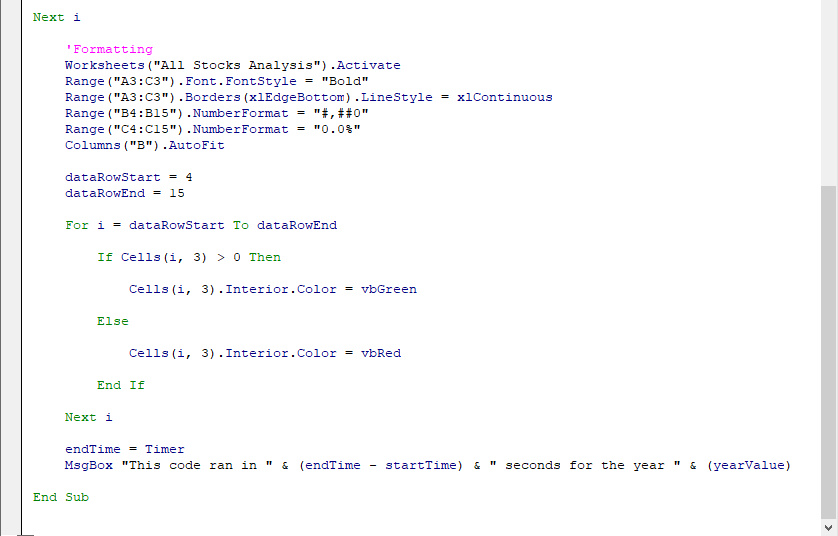 Next i
'Formatting
Worksheets("All Stocks Analysis").Activate
Range("A3:C3").Font.FontStyle = "Bold"
Range("A3:C3").Borders(xlEdgeBottom).LineStyle = xlContinuous
Range("B4:B15").NumberFormat = "#,##0"
Range("C4:C15").NumberFormat = "0.0%"
Columns("B").AutoFit
dataRowStart = 4
dataRowEnd = 15
For i = dataRowStart To dataRowEnd
If Cells(i, 3) > 0 Then
Cells(i, 3).Interior.Color = vbGreen
Else
Cells(i, 3).Interior.Color = vbRed
End If
Next i
endTime = Timer
MsgBox "This code ran in " & (endTime - startTime) & " seconds for the year " & (yearValue)
End Sub